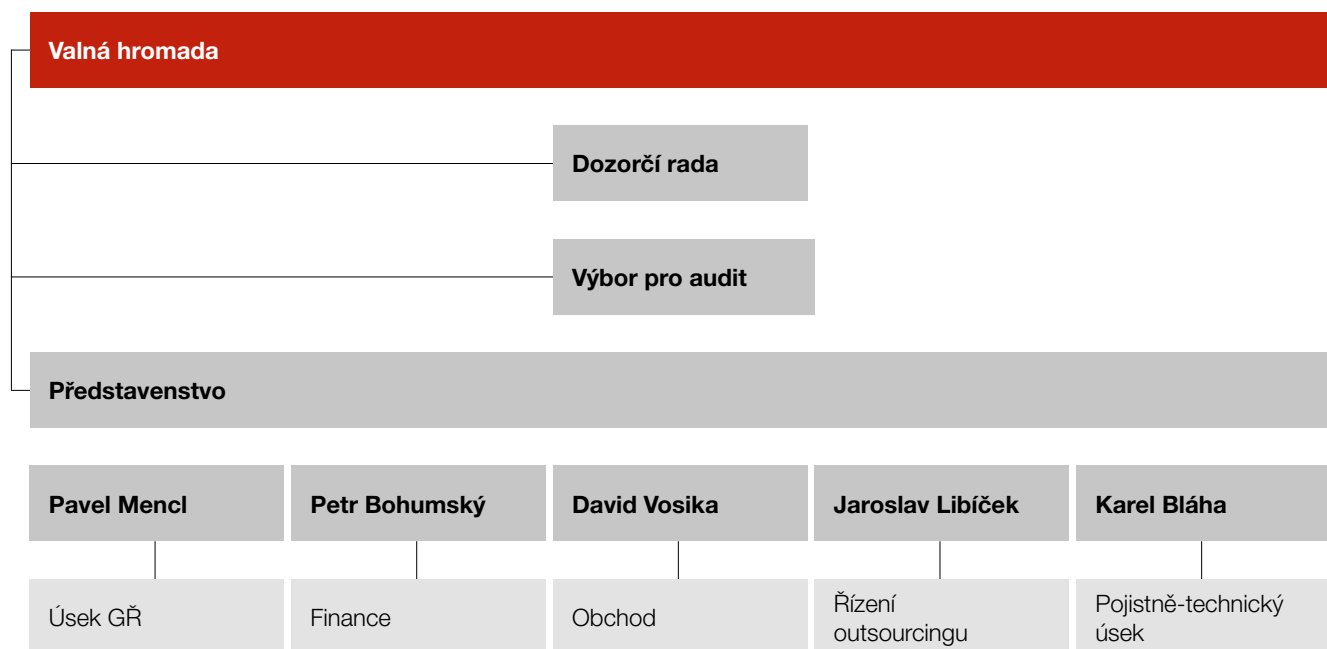 Valná hromada
Dozorčí rada
Výbor pro audit
Představenstvo
Pavel Mencl
Petr Bohumský
David Vosika
Jaroslav Libíček
Karel Bláha
Úsek GŘ
Finance
Obchod
Řízení
outsourcingu
Pojistně-technický
úsek